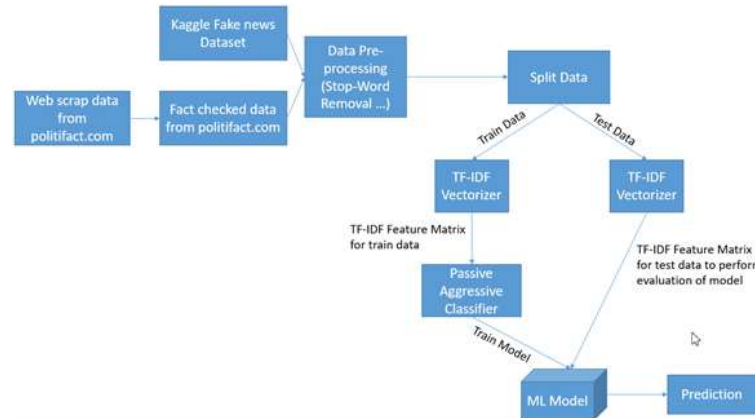 Kaggle Fake news
Dataset
Data Pre-
processing
(Stop-Word
Removal ...)
Split Data
Web scrap data
from
politifact.com
Fact checked data
from politifact.com
Train Data
Test Data
TF-IDF
Vectorizer
TF-IDF
Vectorizer
TF-IDF Feature Matrix
for train data
TF-IDF Feature Matrix
for test data to perform
evaluation of model
Passive
Aggressive
Classifier
Train Model
ML Model
Prediction